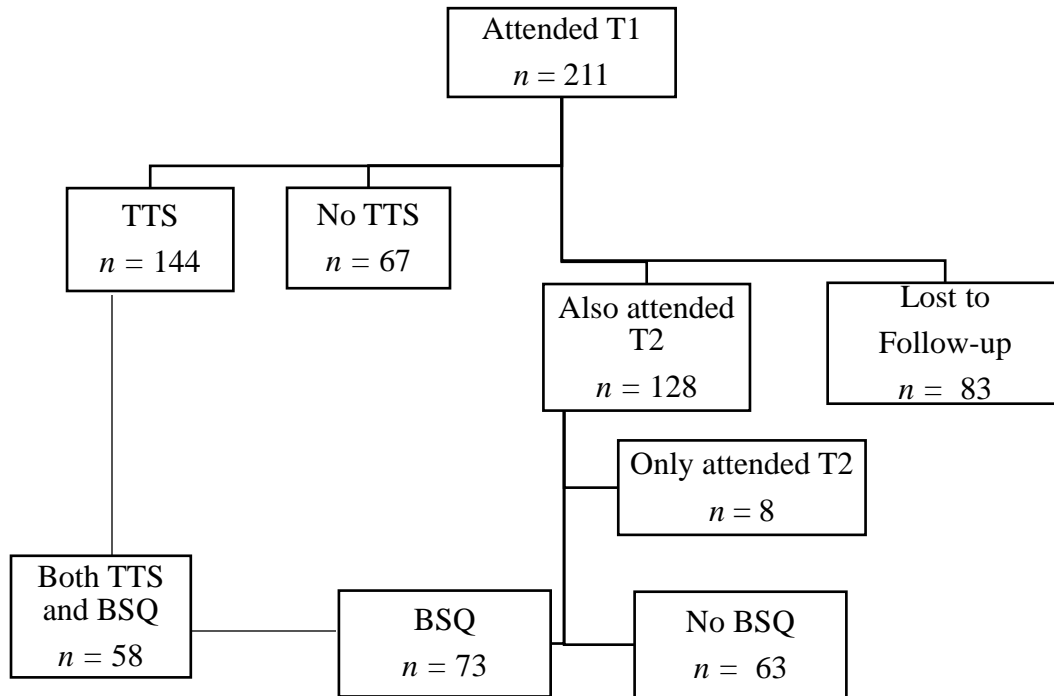 Attended T1
n = 211
TTS
n = 144
No TTS
n = 67
Also attended
T2
n = 128
Lost to
Follow-up
n = 83
Only attended T2
n = 8
Both TTS
and BSQ
n = 58
BSQ
n = 73
No BSQ
n = 63